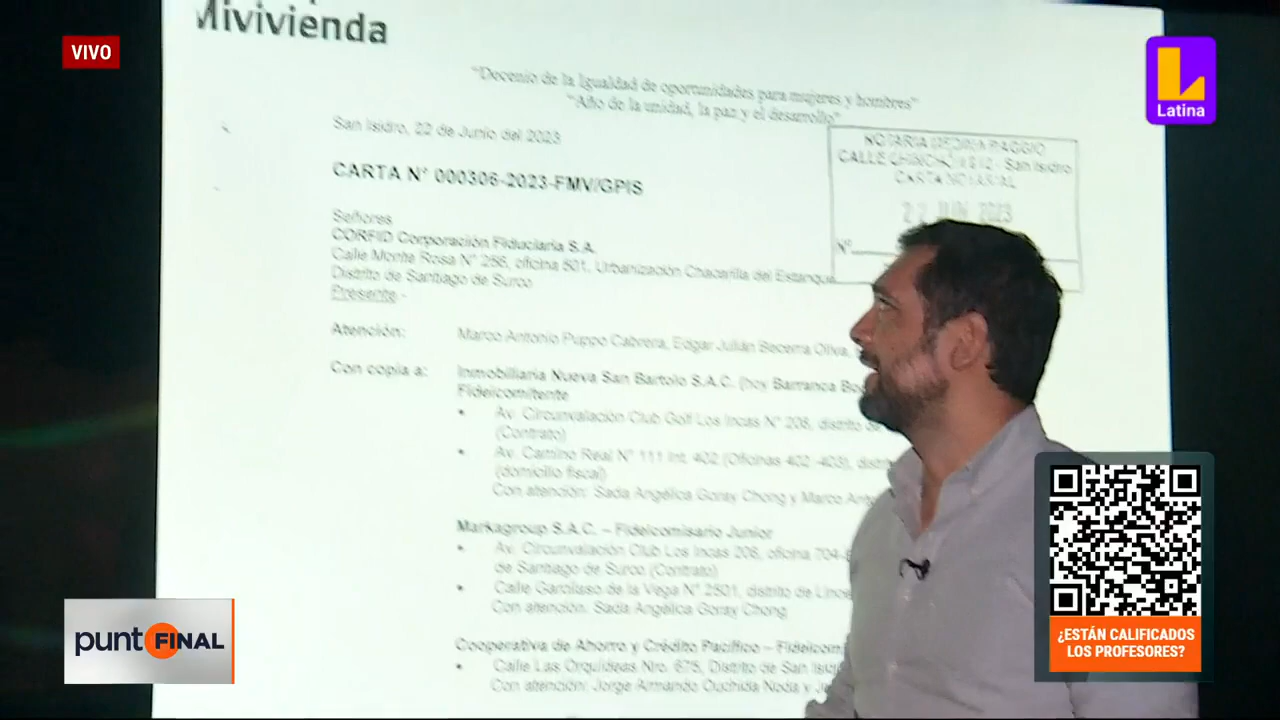 Mivivienda
VIVO
"Decenio de la Igualdad de oportunidades para mujeres y hombres"
"Año de la unidad, la paz y el desarrollo"
Latina
San Isidro, 22 de Junio del 2023
CALLE San Isidro
CARTA NOTARIAL
22 JUN 2023
N°
CARTA N° 000306-2023-FMV/GPIS
Señores
CORFID Corporación Fiduciaria S.A.
Calle Monte Rosa N° 256, oficina 501, Urbanización Chacarilla del Estanque
Distrito de Santiago de Surco
Presente.-
Atención: Marco Antonio Puppo Cabrera, Edgar Julián Becerra Oliva,
Con copia a: Inmobiliaria Nueva San Bartolo S.A.C. (hoy Barranca
Fideicomitente
• Av. Circunvalación Club Golf Los Incas N° 208, distrito de
(Contrato)
• Av. Camino Real N° 111 Int. 402 (Oficinas 402 -403),
(domicilio fiscal)
Con atención: Sada Angélica Goray Chong y Marco
Markagroup S.A.C. – Fideicomisario Junior
• Av. Circunvalación Club Los Incas 208, oficina 704-
de Santiago de Surco (Contrato)
• Calle Garcilaso de la Vega N° 2501, distrito de
Con atención: Sada Angélica Goray Chong
Cooperativa de Ahorro y Crédito Pacífico – Fideicom
• Calle Las Orquídeas Nro. 675, Distrito de San
Con atención: Jorge Armando Ouchida Noda y
punto FINAL
¿ESTÁN CALIFICADOS
LOS PROFESORES?